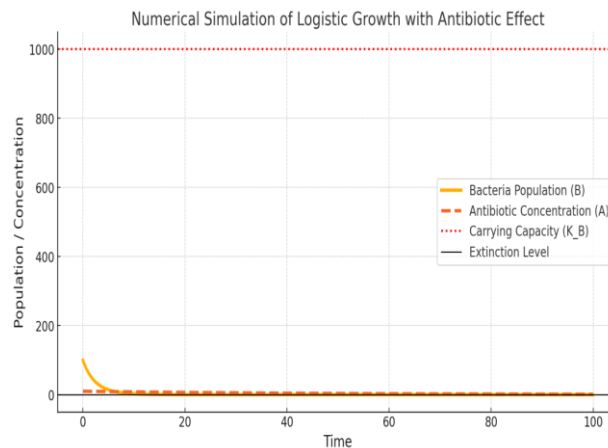 Numerical Simulation of Logistic Growth with Antibiotic Effect
Population / Concentration
1000
800
600
400
200
0
Bacteria Population (B)
Antibiotic Concentration (A)
Carrying Capacity (K_B)
Extinction Level
0 20 40 60 80 100
Time